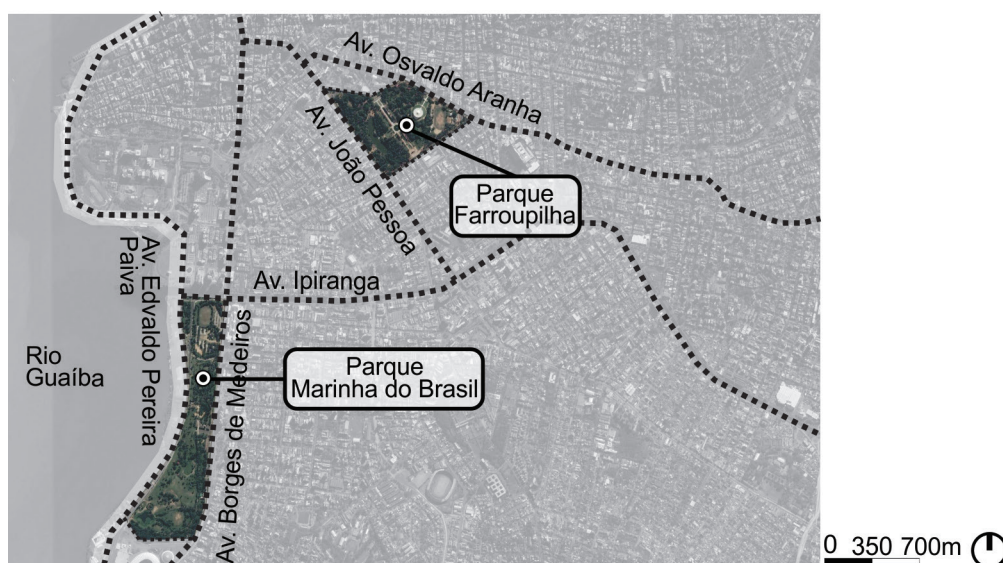 Av. Osvaldo Aranha
Av. João Pessoa
Parque
Farroupilha
Av. Ipiranga
Av. Edvaldo Pereira
Paiva
Av. Borges de Medeiros
Rio
Guaíba
Parque
Marinha do Brasil
0 350 700m